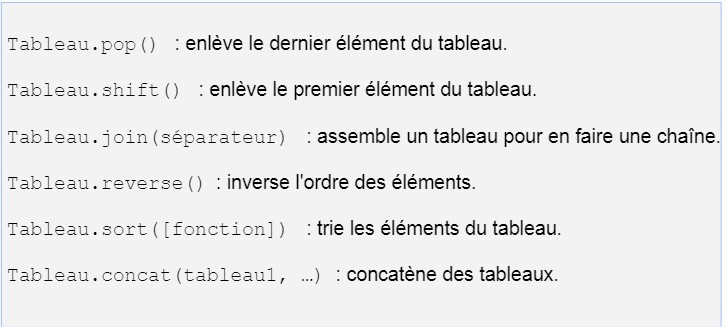 Tableau.pop() : enlève le dernier élément du tableau.
Tableau.shift() : enlève le premier élément du tableau.
Tableau.join(séparateur) : assemble un tableau pour en faire une chaîne.
Tableau.reverse() : inverse l'ordre des éléments.
Tableau.sort([fonction]) : trie les éléments du tableau.
Tableau.concat(tableau1, …) : concatène des tableaux.